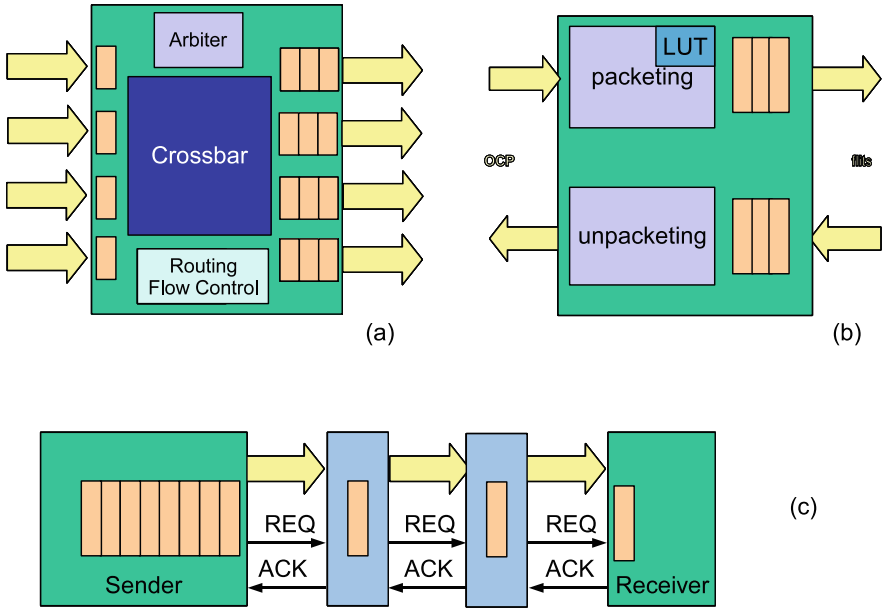 Arbiter
Crossbar
Routing
Flow Control
(a)
LUT
packeting
OCP
flits
unpacketing
(b)
REQ
REQ
REQ
ACK
ACK
ACK
Sender
Receiver
(c)